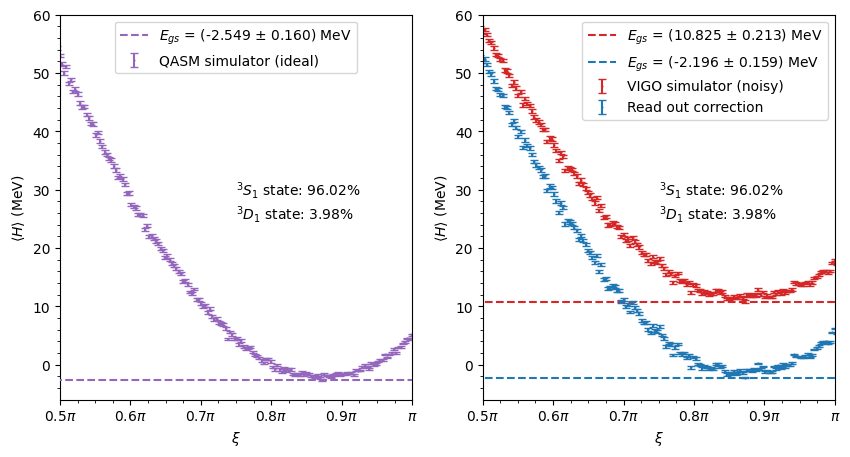 60
50
40
30
20
10
0
⟨H⟩ (MeV)
E_gs = (-2.549 ± 0.160) MeV
QASM simulator (ideal)
³S₁ state: 96.02%
³D₁ state: 3.98%
0.5π 0.6π 0.7π 0.8π 0.9π π
ξ
60
50
40
30
20
10
0
⟨H⟩ (MeV)
E_gs = (10.825 ± 0.213) MeV
E_gs = (-2.196 ± 0.159) MeV
VIGO simulator (noisy)
Read out correction
³S₁ state: 96.02%
³D₁ state: 3.98%
0.5π 0.6π 0.7π 0.8π 0.9π π
ξ